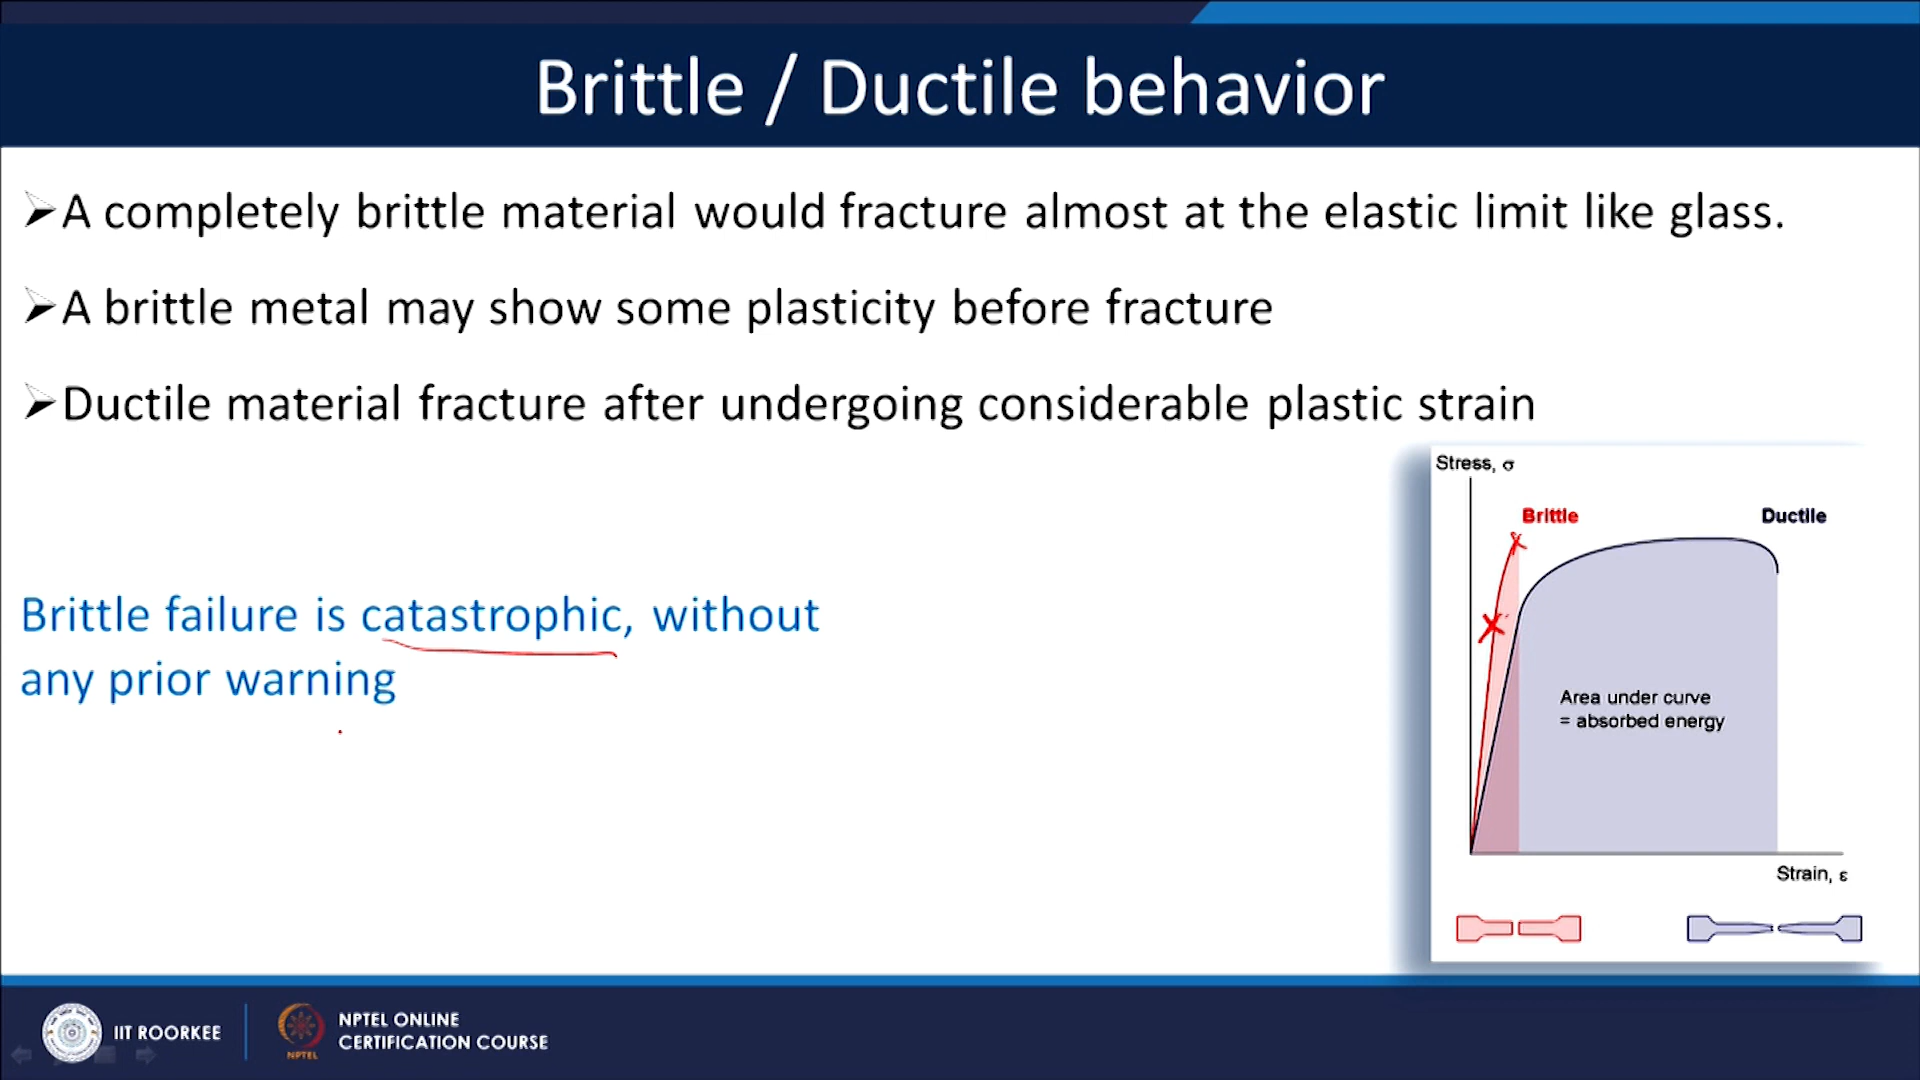 Brittle / Ductile behavior
➢A completely brittle material would fracture almost at the elastic limit like glass.
➢A brittle metal may show some plasticity before fracture
➢Ductile material fracture after undergoing considerable plastic strain
Brittle failure is catastrophic, without
any prior warning
Stress, σ
Brittle
Ductile
Area under curve
= absorbed energy
Strain, ε
IIT ROORKEE
NPTEL
NPTEL ONLINE
CERTIFICATION COURSE